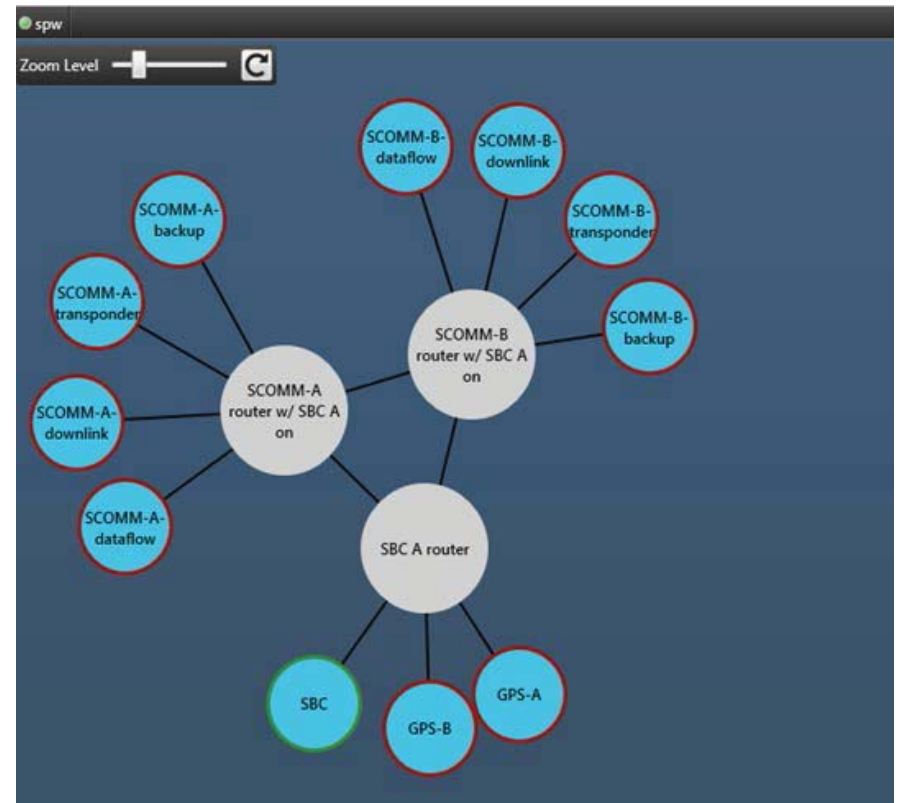 spw
Zoom Level
SCOMM-B-
dataflow
SCOMM-B-
downlink
SCOMM-A-
backup
SCOMM-B-
transponder
SCOMM-A-
transponder
SCOMM-B-
backup
SCOMM-B
router w/ SBC A
on
SCOMM-A
router w/ SBC A
on
SCOMM-A-
downlink
SCOMM-A-
dataflow
SBC A router
SBC
GPS-B
GPS-A